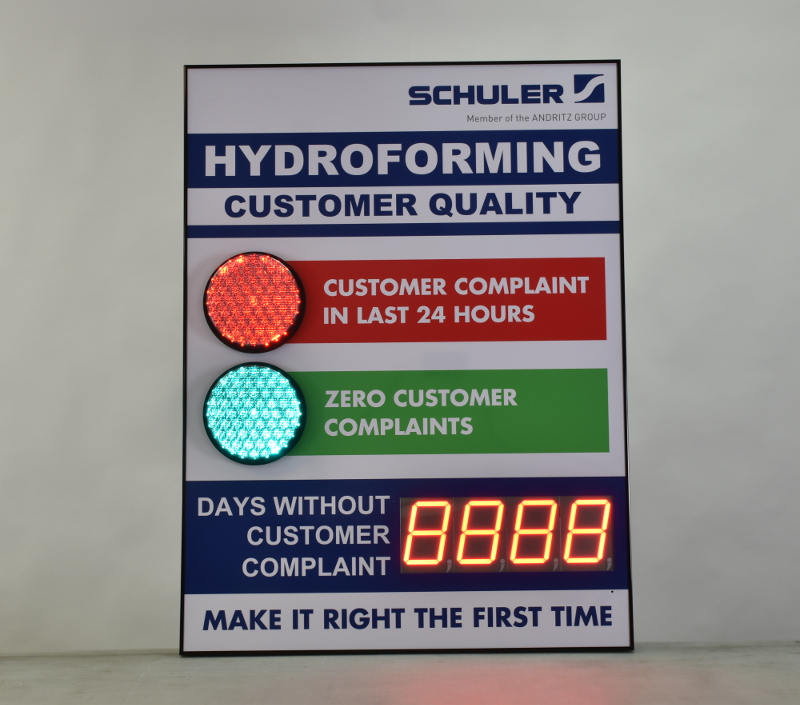 SCHULER
Member of the ANDRITZ GROUP
HYDROFORMING
CUSTOMER QUALITY
CUSTOMER COMPLAINT
IN LAST 24 HOURS
ZERO CUSTOMER
COMPLAINTS
DAYS WITHOUT
CUSTOMER
COMPLAINT
8888
MAKE IT RIGHT THE FIRST TIME